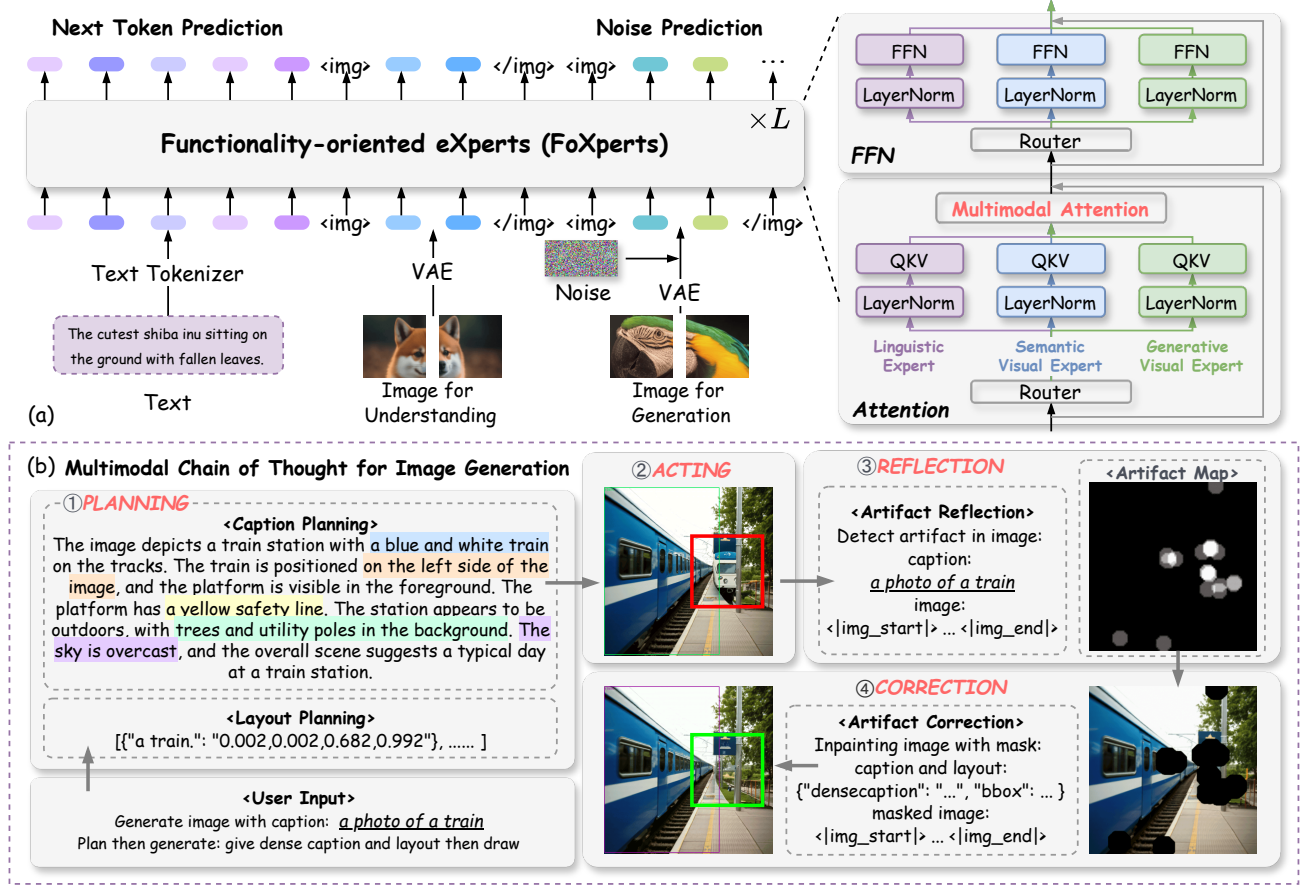 Next Token Prediction
Noise Prediction
<img>
</img>
<img>
...
×L
Functionality-oriented eXperts (FoXperts)
<img>
</img>
<img>
</img>
Text Tokenizer
VAE
Noise
VAE
The cutest shiba inu sitting on
the ground with fallen leaves.
Text
Image for
Understanding
Image for
Generation
(a)
FFN
FFN
FFN
LayerNorm
LayerNorm
LayerNorm
Router
FFN
Multimodal Attention
QKV
QKV
QKV
LayerNorm
LayerNorm
LayerNorm
Linguistic
Expert
Semantic
Visual Expert
Generative
Visual Expert
Router
Attention
(b) Multimodal Chain of Thought for Image Generation
①PLANNING
<Caption Planning>
The image depicts a train station with a blue and white train
on the tracks. The train is positioned on the left side of the
image, and the platform is visible in the foreground. The
platform has a yellow safety line. The station appears to be
outdoors, with trees and utility poles in the background. The
sky is overcast, and the overall scene suggests a typical day
at a train station.
<Layout Planning>
[{"a train.": "0.002,0.002,0.682,0.992"}, ...... ]
<User Input>
Generate image with caption: a photo of a train
Plan then generate: give dense caption and layout then draw
②ACTING
③REFLECTION
<Artifact Reflection>
Detect artifact in image:
caption:
a photo of a train
image:
<|img_start|> ... <|img_end|>
<Artifact Map>
④CORRECTION
<Artifact Correction>
Inpainting image with mask:
caption and layout:
{"densecaption": "...", "bbox": ... }
masked image:
<|img_start|> ... <|img_end|>